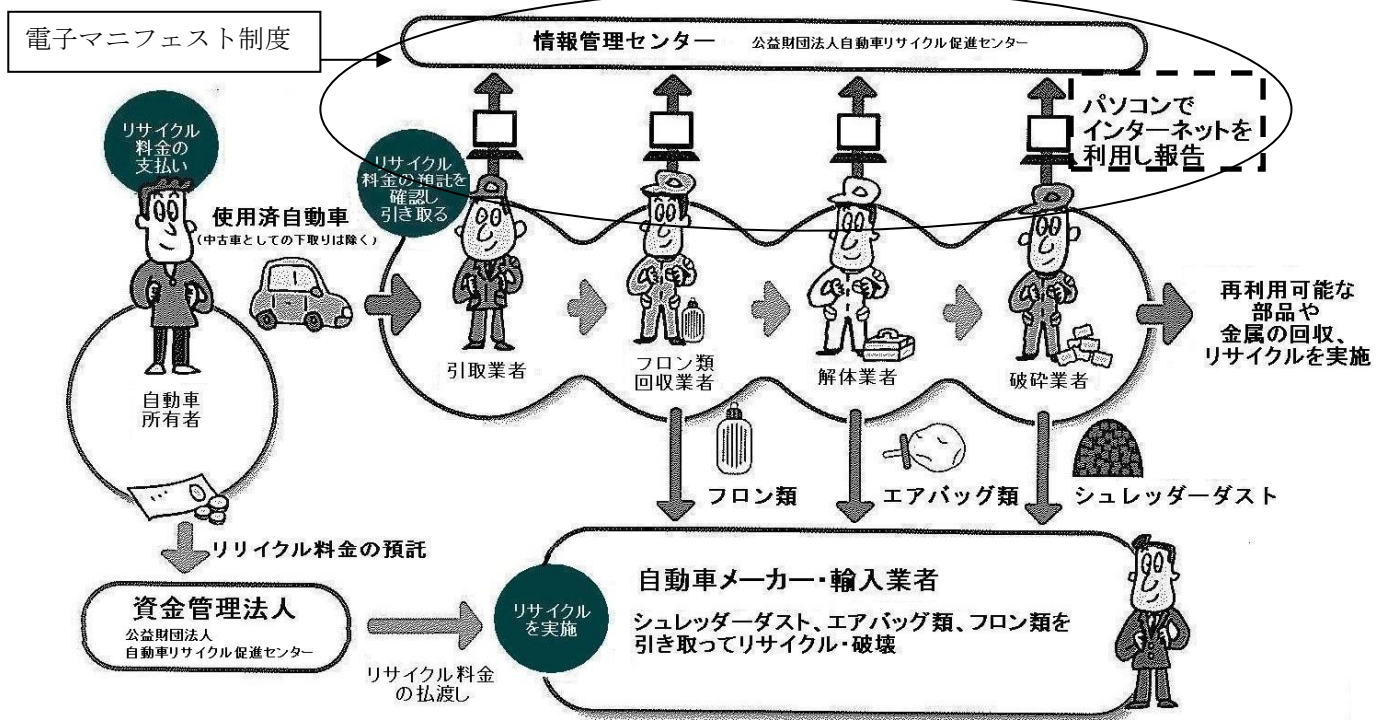 電子マニフェスト制度
情報管理センター 公益財団法人自動車リサイクル促進センター
パソコンで
インターネットを
利用し報告
リサイクル
料金の
支払い
リサイクル
料金の預託を
確認し
引き取る
使用済自動車
(中古車としての下取りは除く)
自動車
所有者
引取業者
フロン類
回収業者
解体業者
破砕業者
再利用可能な
部品や
金属の回収、
リサイクルを実施
フロン類
エアバッグ類
シュレッダーダスト
リリイクル料金の預託
資金管理法人
公益財団法人
自動車リサイクル促進センター
リサイクル料金
の払渡し
リサイクル
を実施
自動車メーカー・輸入業者
シュレッダーダスト、エアバッグ類、フロン類を
引き取ってリサイクル・破壊